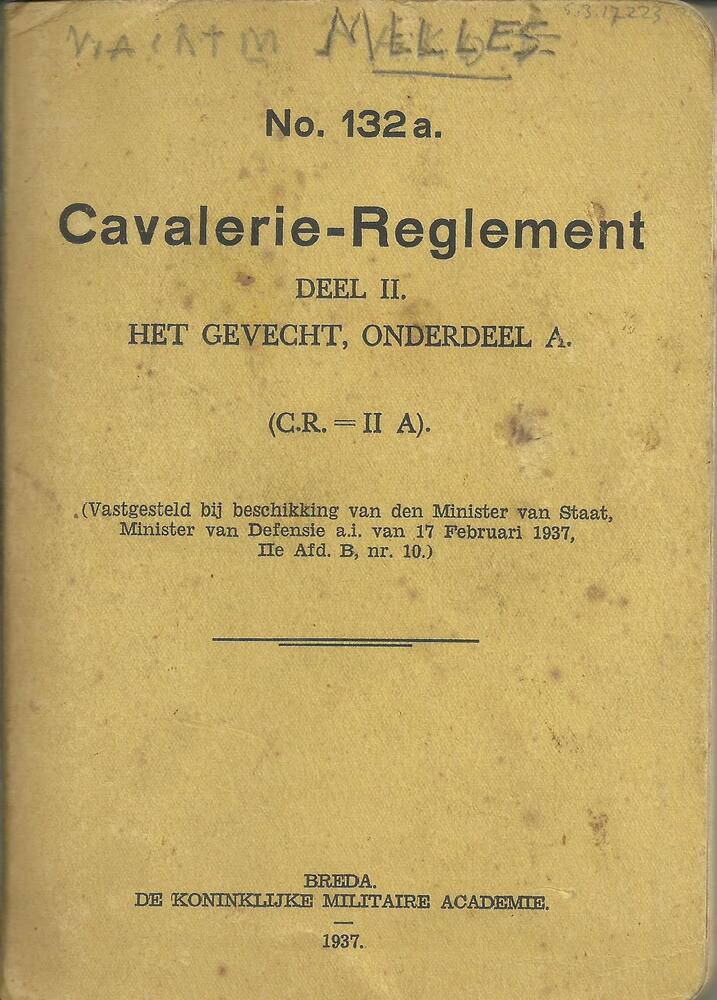 MELLES
No. 132a.
Cavalerie-Reglement
DEEL II.
HET GEVECHT, ONDERDEEL A.
(C.R. = II A).
(Vastgesteld bij beschikking van den Minister van Staat,
Minister van Defensie a.i. van 17 Februari 1937,
IIe Afd. B, nr. 10.)
BREDA.
DE KONINKLIJKE MILITAIRE ACADEMIE.
1937.